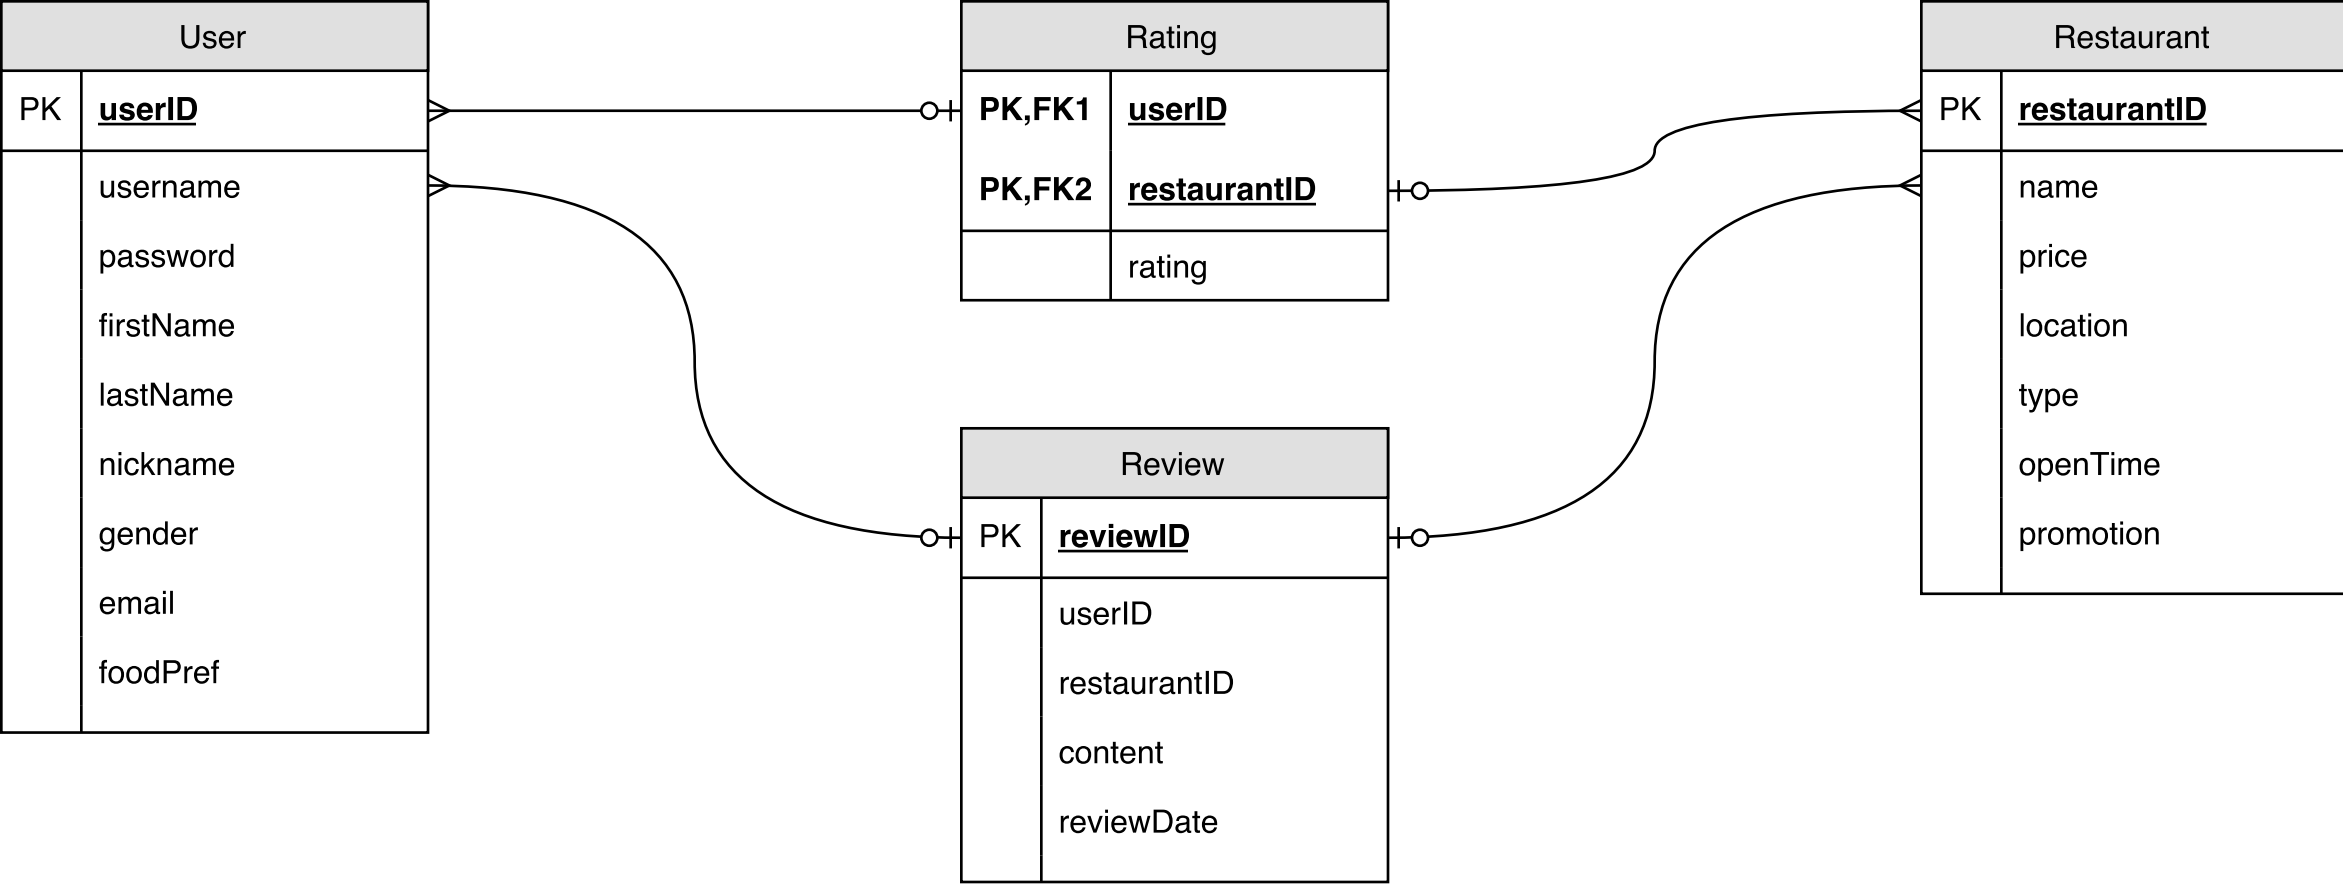 User
PK userID
username
password
firstName
lastName
nickname
gender
email
foodPref
Rating
PK,FK1 userID
PK,FK2 restaurantID
rating
Review
PK reviewID
userID
restaurantID
content
reviewDate
Restaurant
PK restaurantID
name
price
location
type
openTime
promotion